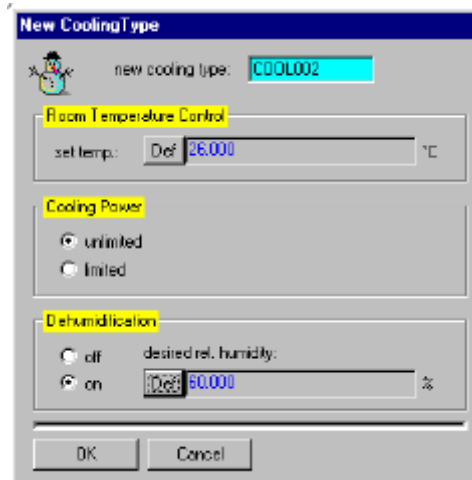 New CoolingType
new cooling type: COOL002
Room Temperature Control
set temp.: Def 26.000 °C
Cooling Power
unlimited
limited
Dehumidification
off desired rel. humidity:
on Def 60.000 %
OK Cancel